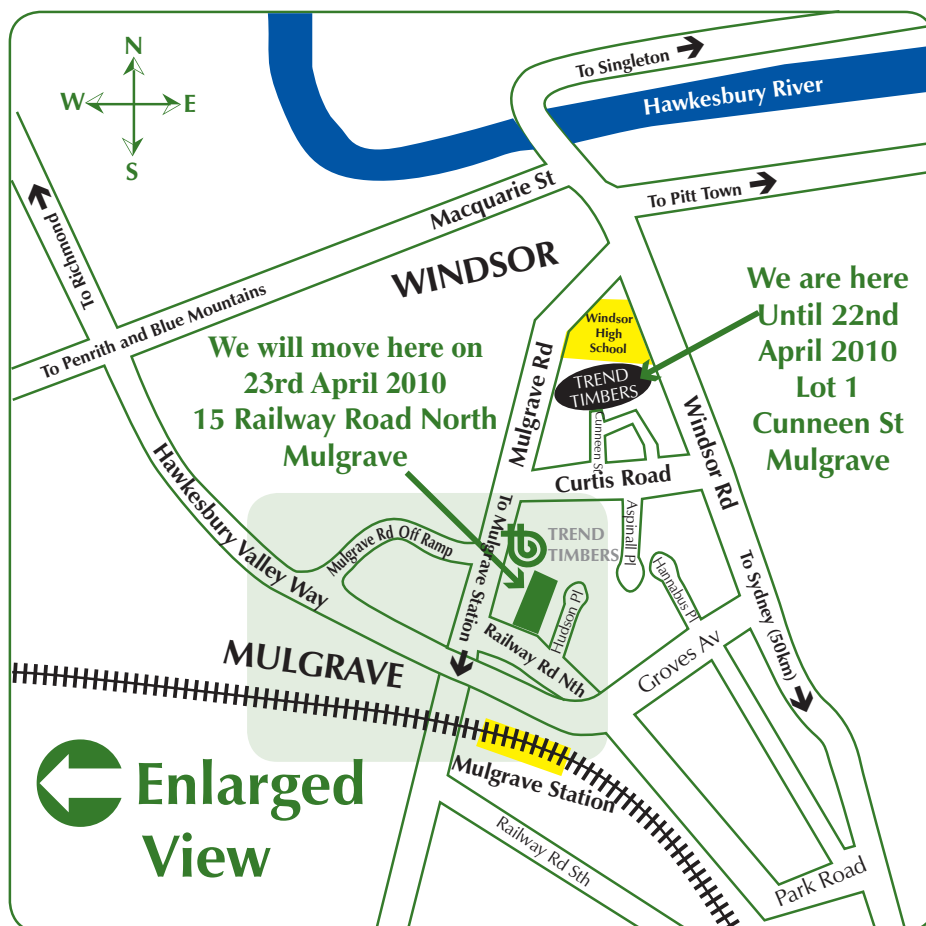 N
W
E
S
To Singleton
Hawkesbury River
To Pitt Town
Macquarie St
To Richmond
WINDSOR
To Penrith and Blue Mountains
We are here
Until 22nd
April 2010
Lot 1
Cunneen St
Mulgrave
Windsor
High
School
TREND
TIMBERS
We will move here on
23rd April 2010
15 Railway Road North
Mulgrave
Mulgrave Rd
Cunneen St
Windsor Rd
Curtis Road
Hawkesbury Valley Way
To Mulgrave Station
Aspinall Pl
Mulgrave Rd Off Ramp
TREND
TIMBERS
Hannabus Pl
To Sydney (50km)
Hudson Pl
Railway Rd Nth
Groves Av
MULGRAVE
Mulgrave Station
Enlarged
View
Railway Rd Sth
Park Road